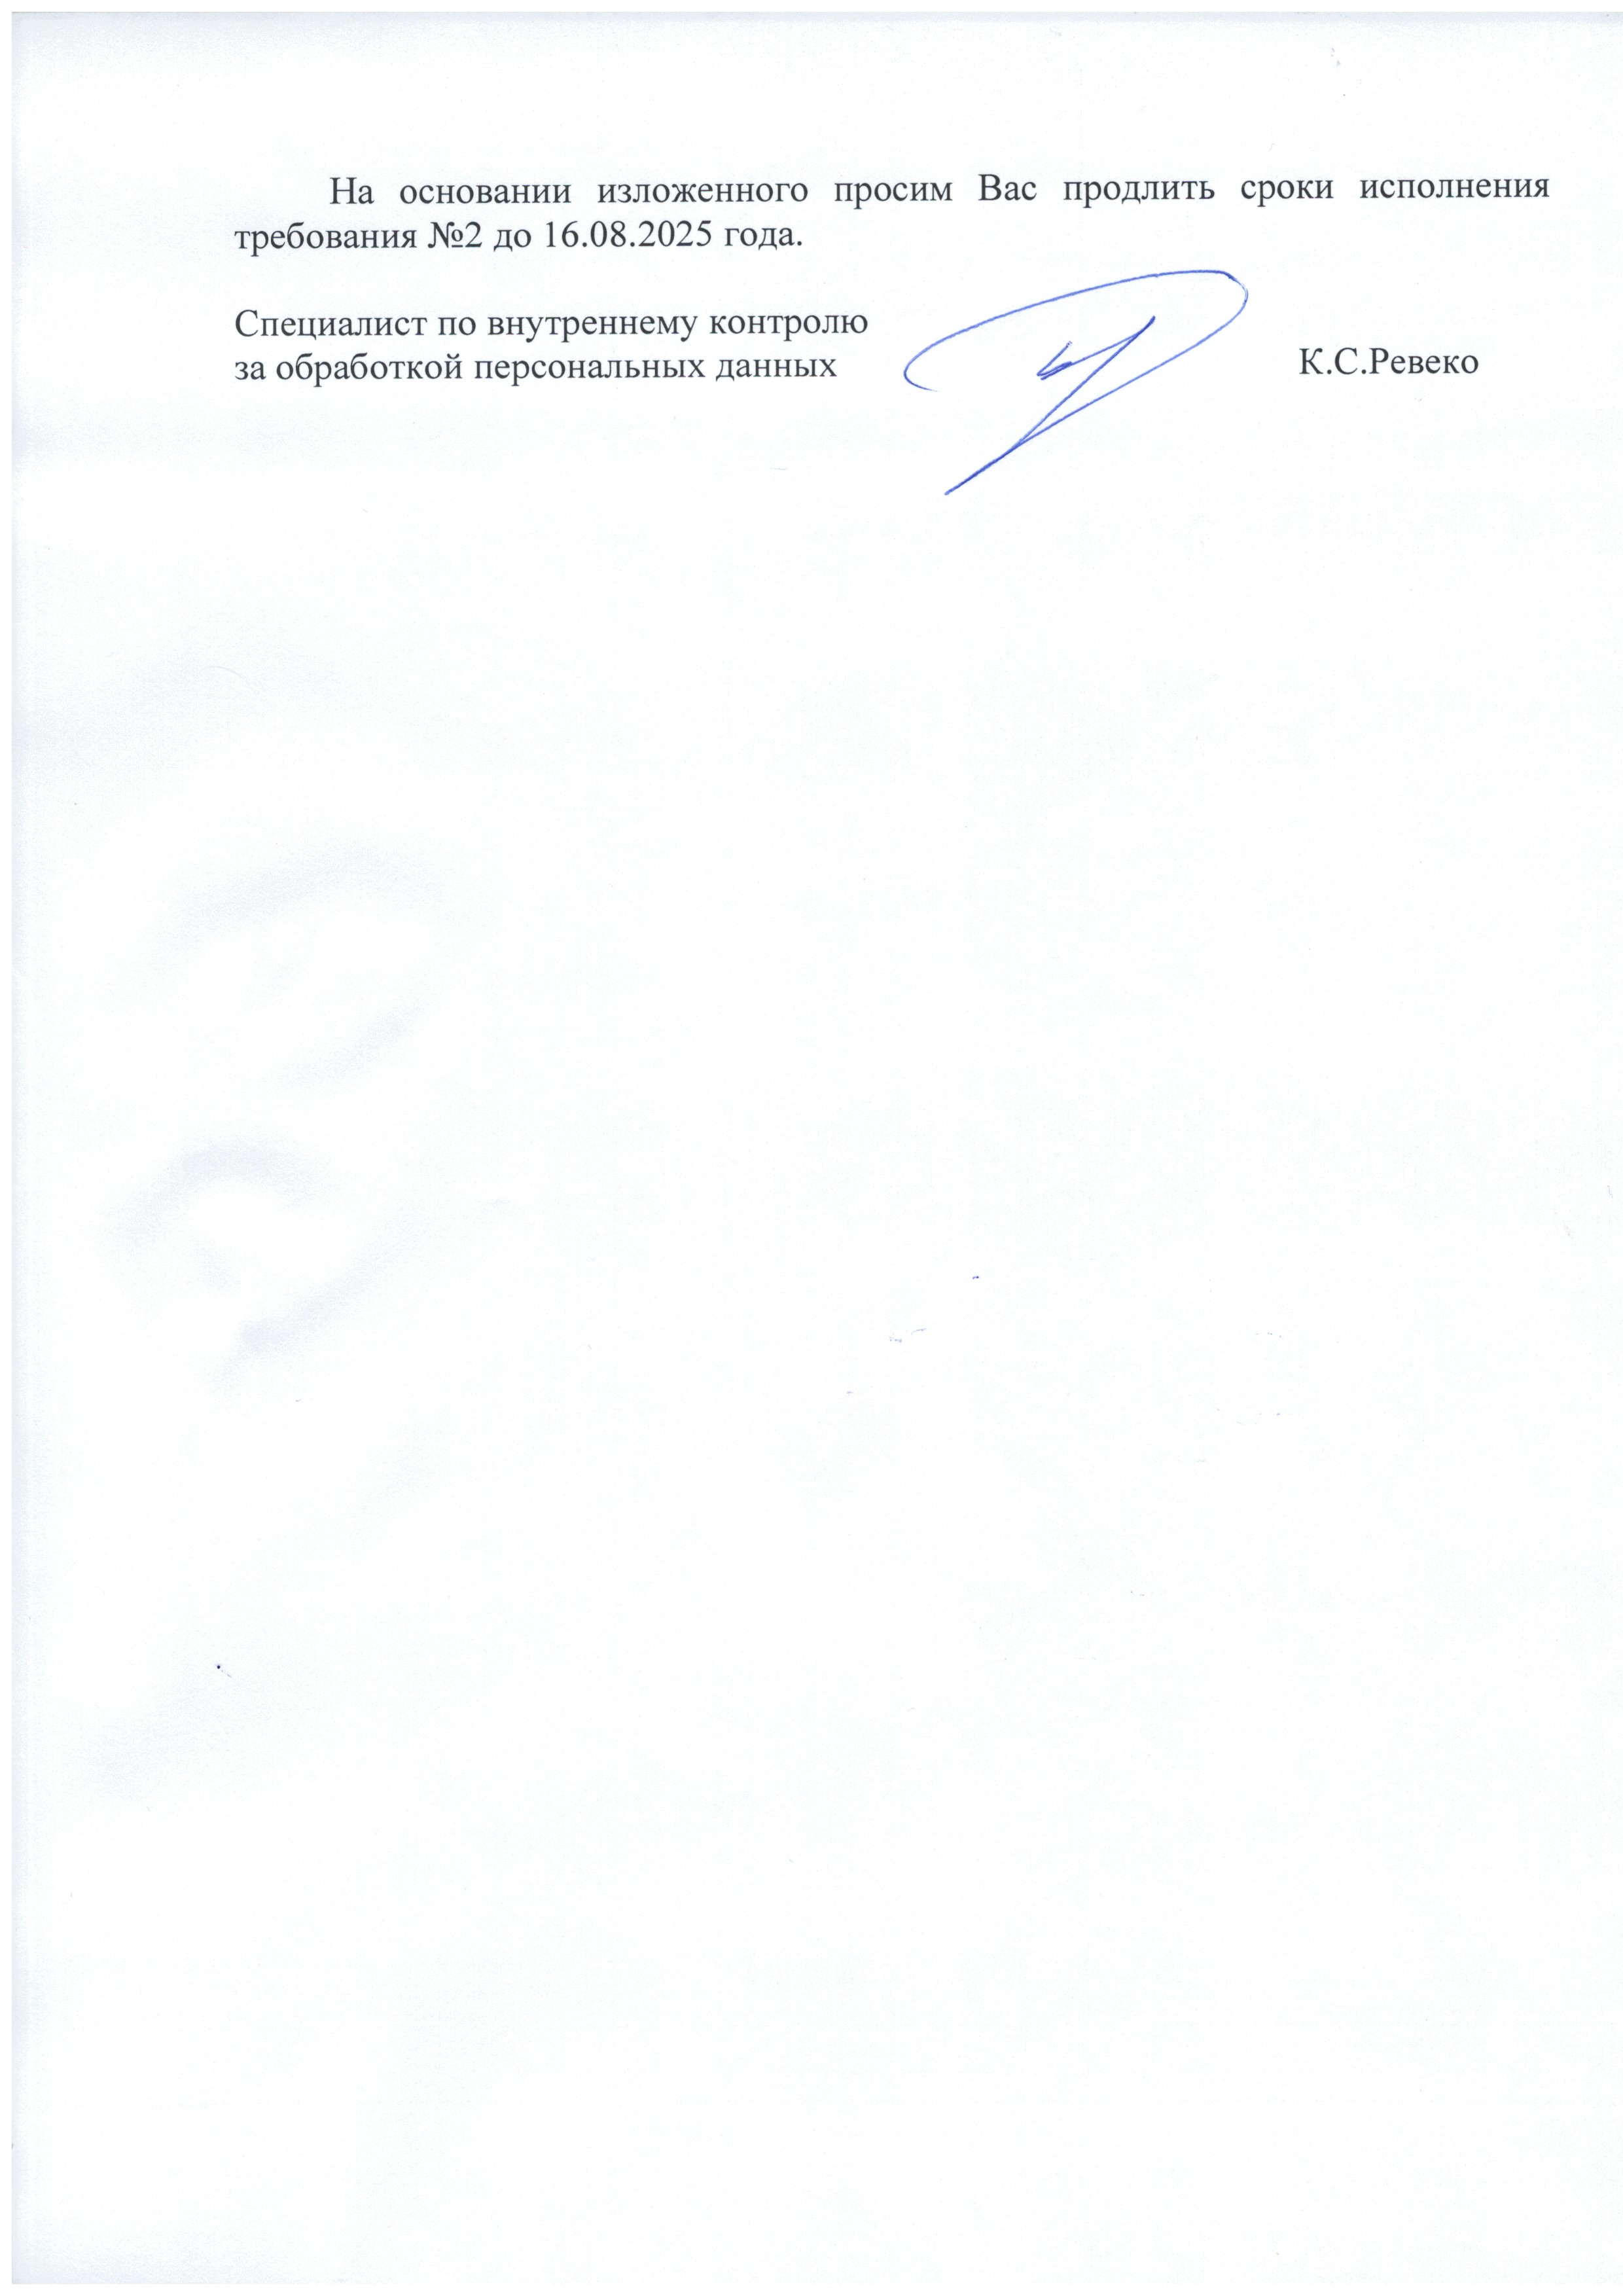 На основании изложенного просим Вас продлить сроки исполнения
требования №2 до 16.08.2025 года.
Специалист по внутреннему контролю
за обработкой персональных данных К.С.Ревеко